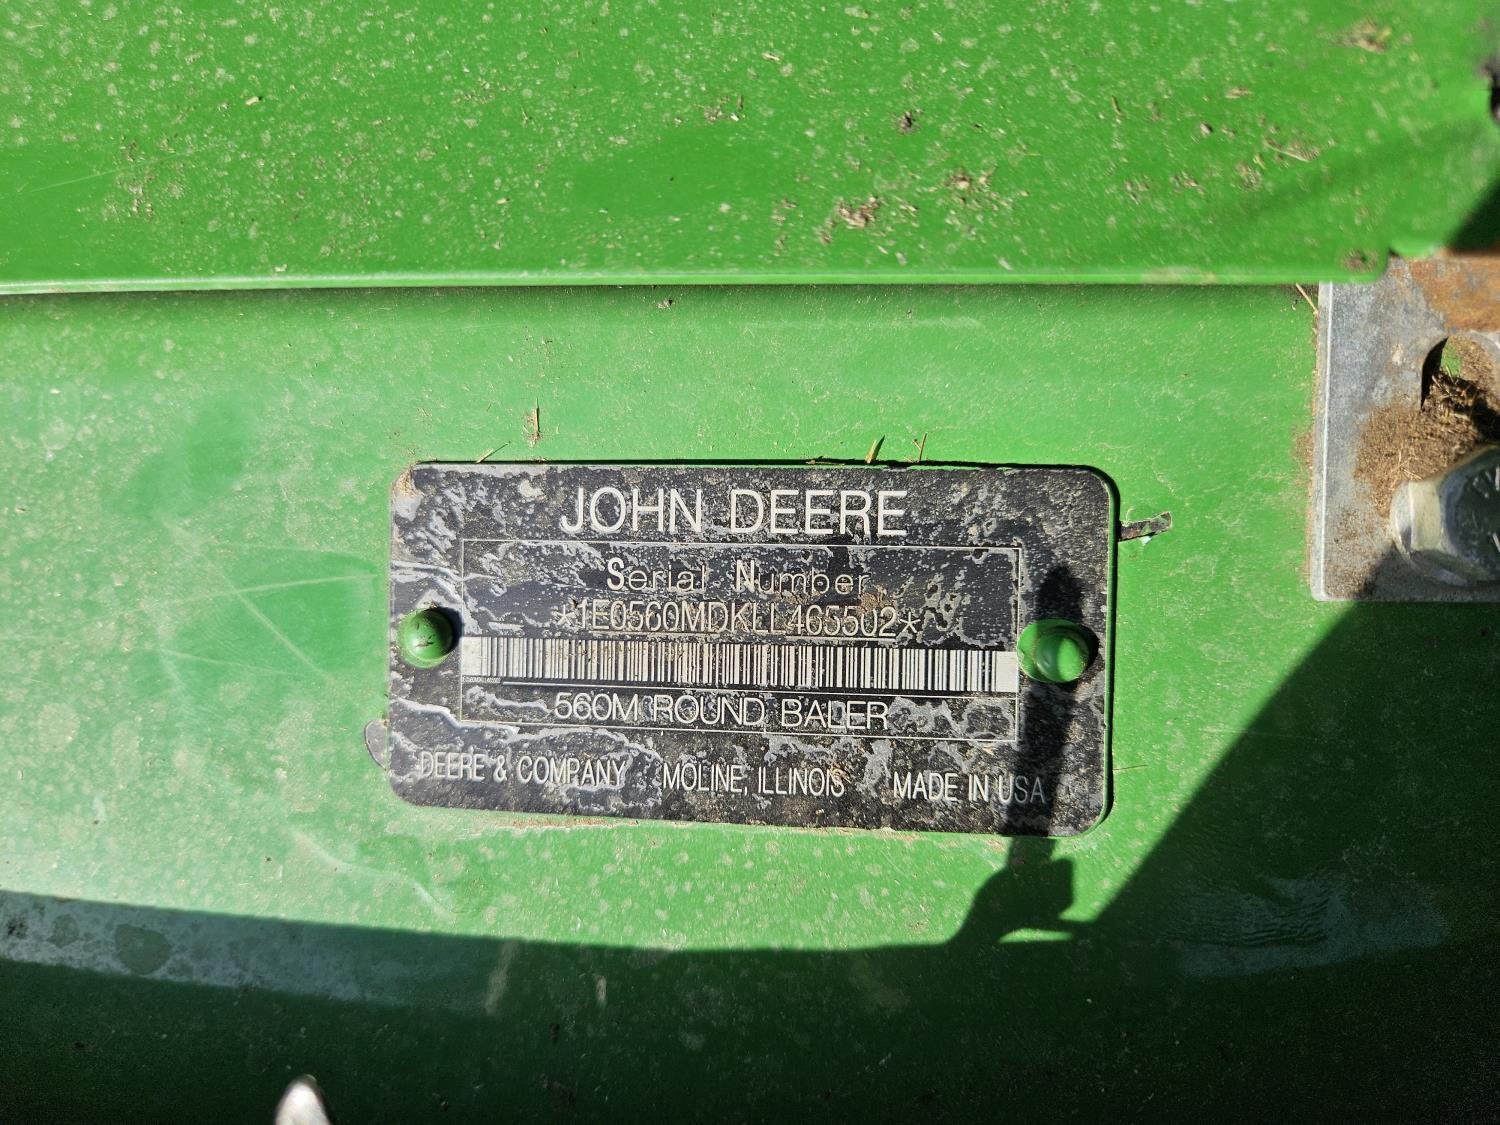 JOHN DEERE
Serial Number
*1E0560MDKLL465502*
560M ROUND BALER
DEERE & COMPANY MOLINE, ILLINOIS MADE IN USA